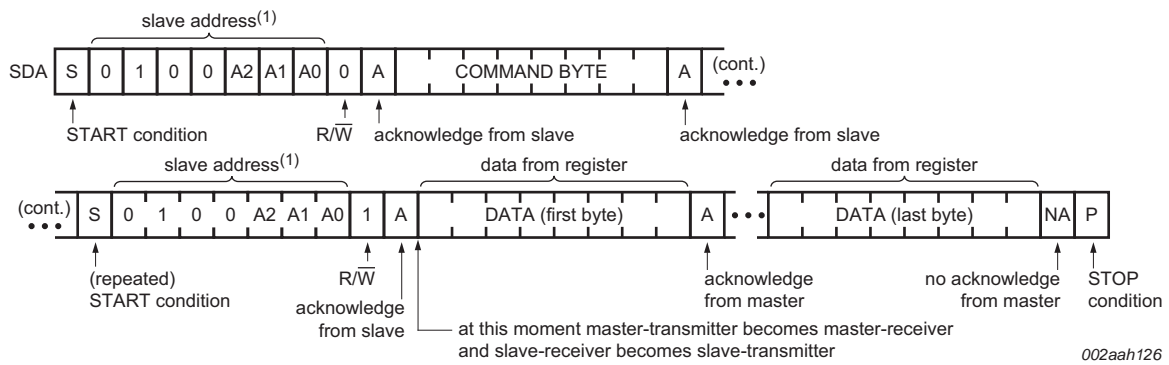 slave address(1)
SDA S 0 1 0 0 A2 A1 A0 0 A COMMAND BYTE A (cont.)
START condition R/W acknowledge from slave acknowledge from slave
slave address(1) data from register data from register
(cont.) S 0 1 0 0 A2 A1 A0 1 A DATA (first byte) A DATA (last byte) NA P
(repeated)
START condition
R/W
acknowledge
from slave
acknowledge
from master
no acknowledge
from master
STOP
condition
at this moment master-transmitter becomes master-receiver
and slave-receiver becomes slave-transmitter
002aah126